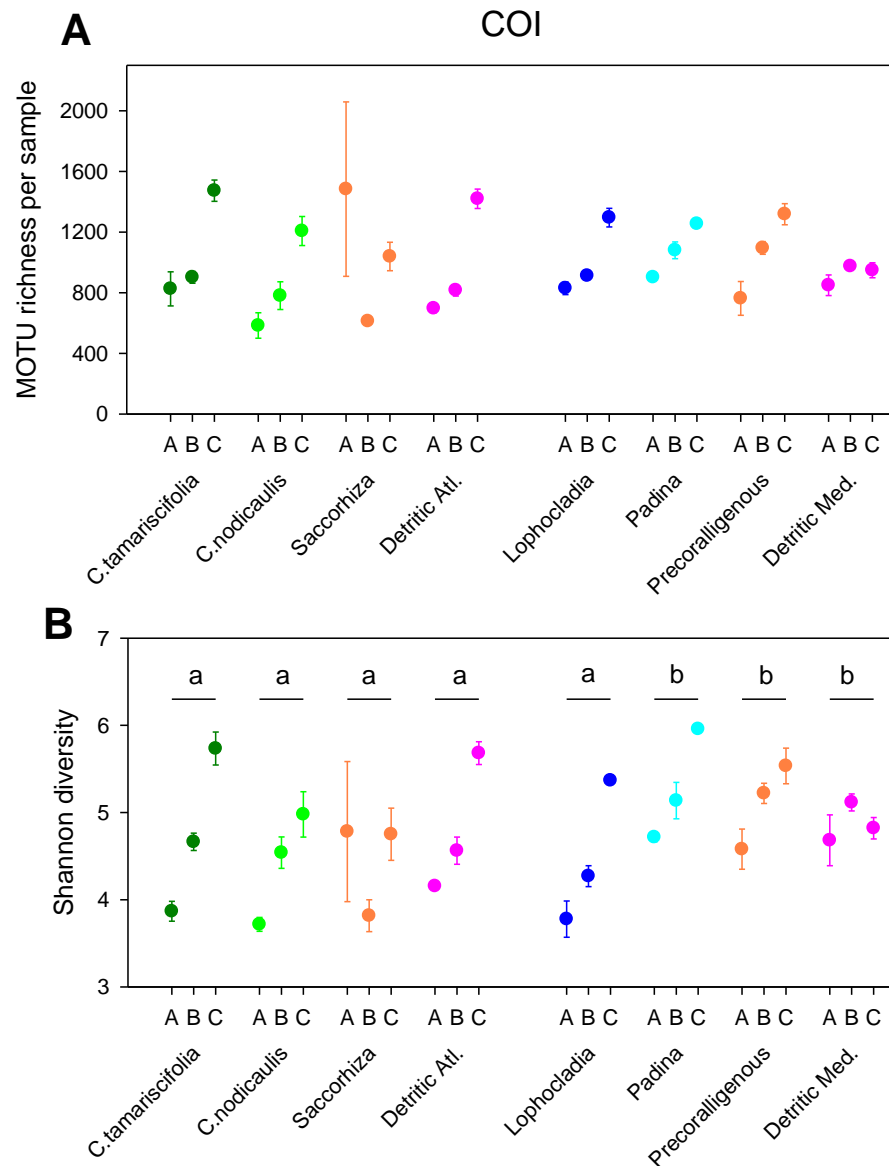 A
COI
MOTU richness per sample
2000
1600
1200
800
400
0
A B C A B C A B C A B C A B C A B C A B C A B C
C.tamariscifolia
C.nodicaulis
Saccorhiza
Detritic Atl.
Lophocladia
Padina
Precoralligenous
Detritic Med.
B
Shannon diversity
7
6
5
4
3
a a a a a b b b
A B C A B C A B C A B C A B C A B C A B C A B C
C.tamariscifolia
C.nodicaulis
Saccorhiza
Detritic Atl.
Lophocladia
Padina
Precoralligenous
Detritic Med.